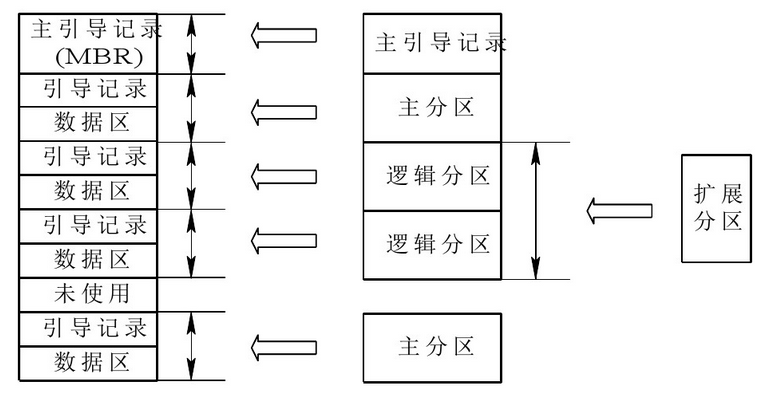 主引导记录
(MBR)
引导记录
数据区
引导记录
数据区
引导记录
数据区
未使用
引导记录
数据区
主引导记录
主分区
逻辑分区
逻辑分区
主分区
扩展
分区